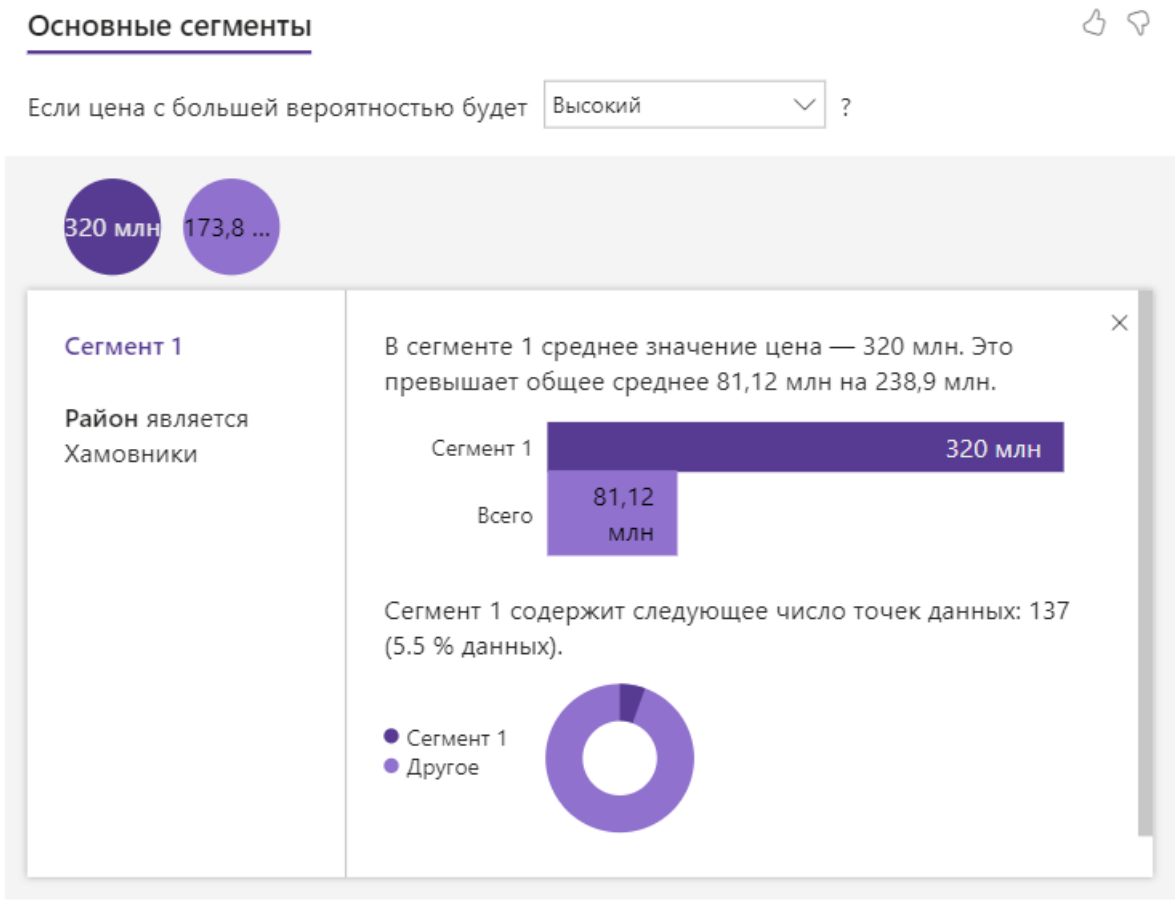 Основные сегменты
Если цена с большей вероятностью будет Высокий ?
320 млн 173,8 ...
Сегмент 1
Район является
Хамовники
В сегменте 1 среднее значение цена — 320 млн. Это
превышает общее среднее 81,12 млн на 238,9 млн.
Сегмент 1 320 млн
Всего 81,12
млн
Сегмент 1 содержит следующее число точек данных: 137
(5.5 % данных).
Сегмент 1
Другое